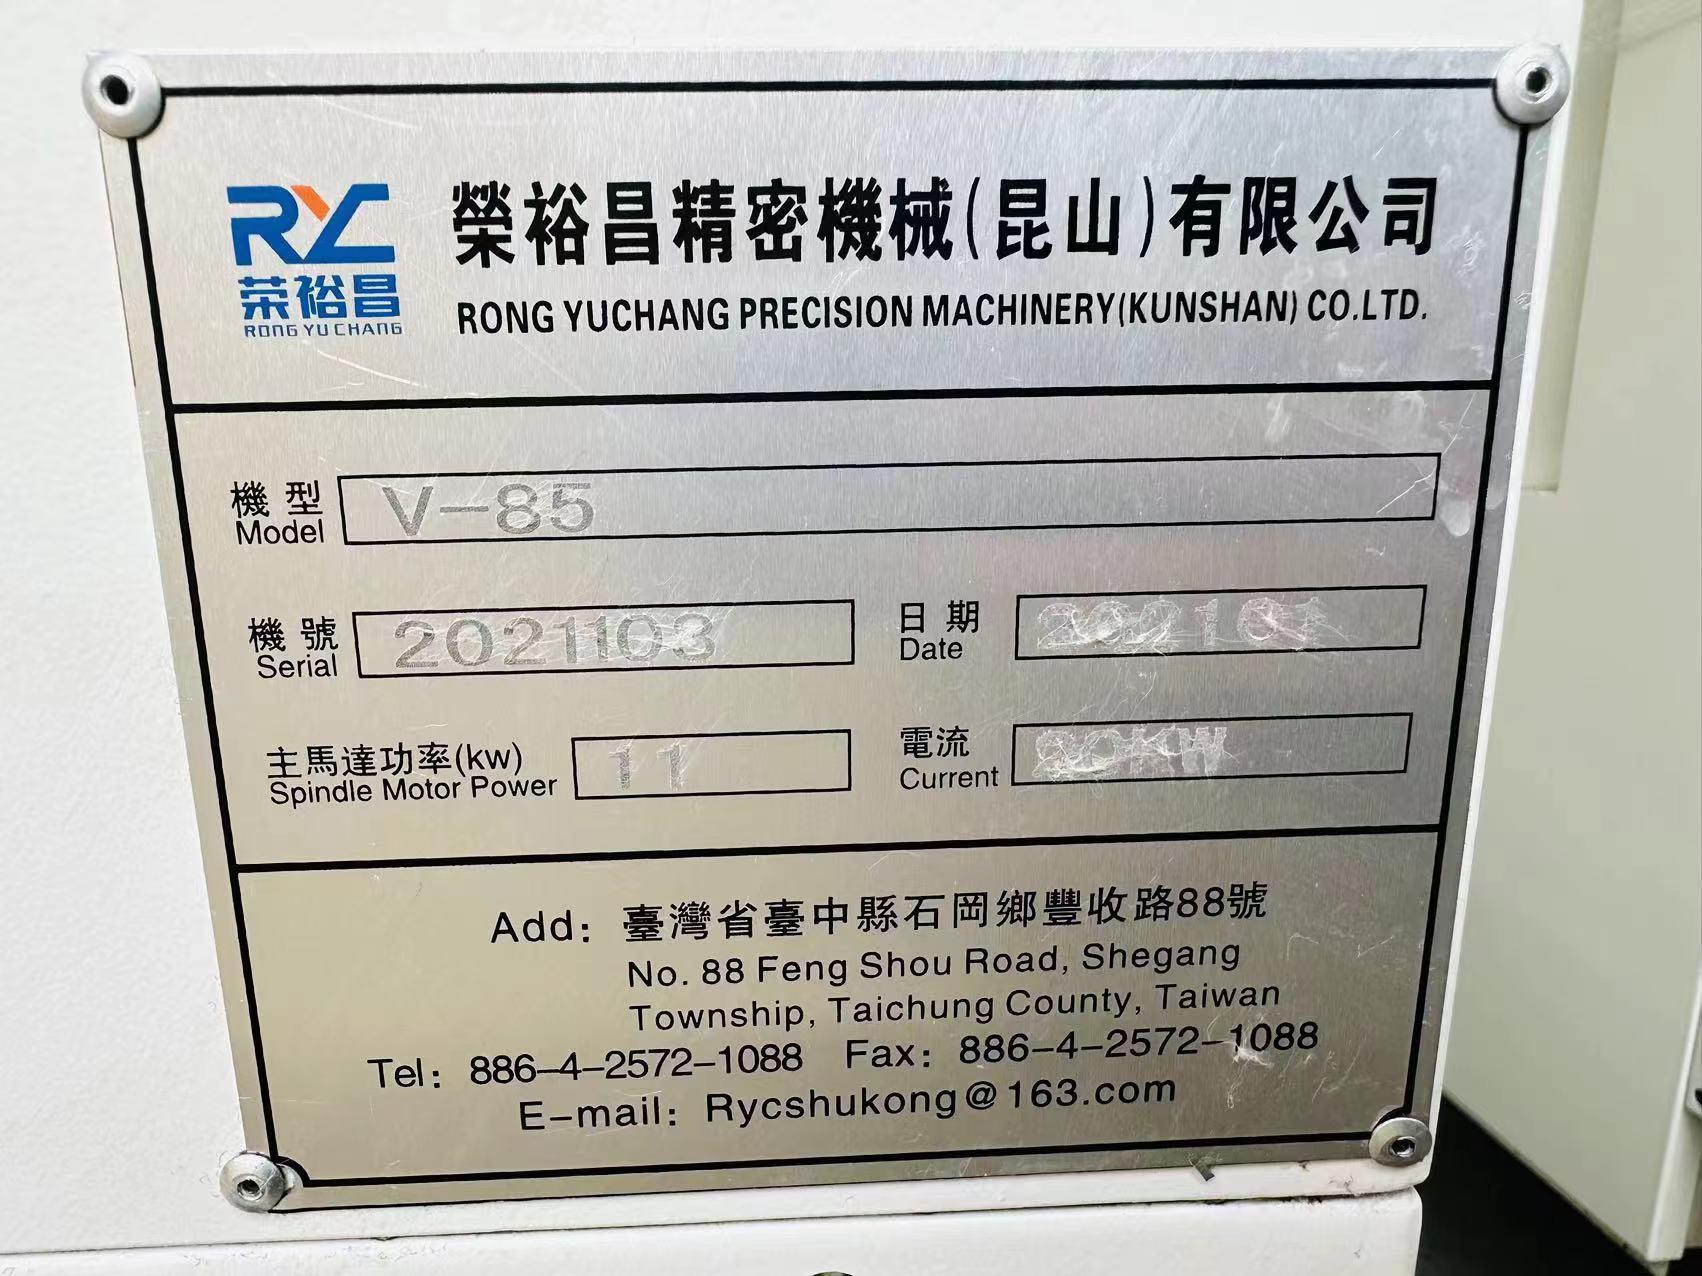 RYC
荣裕昌
RONG YU CHANG
榮裕昌精密機械(昆山)有限公司
RONG YUCHANG PRECISION MACHINERY(KUNSHAN) CO.LTD.
機型 V-85
Model
機號 2021103
Serial
日期
Date
主馬達功率(kw) 11
Spindle Motor Power
電流
Current
Add: 臺灣省臺中縣石岡鄉豐收路88號
No. 88 Feng Shou Road, Shegang
Township, Taichung County, Taiwan
Tel: 886-4-2572-1088 Fax: 886-4-2572-1088
E-mail: Rycshukong@163.com